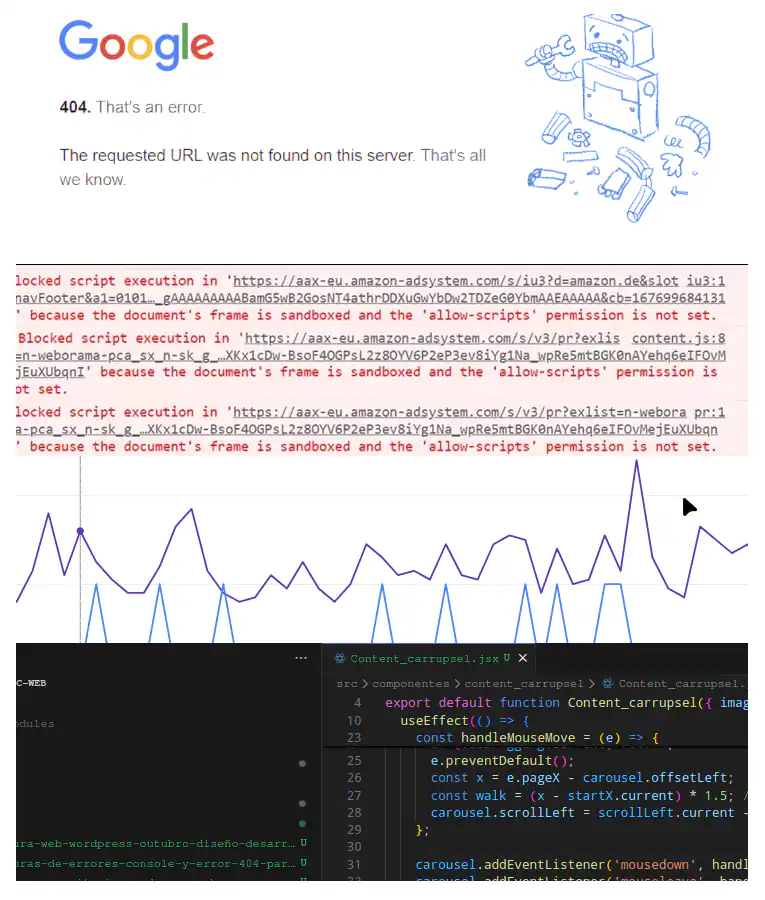 Google
404. That's an error.
The requested URL was not found on this server. That's all
we know.
locked script execution in 'https://aax-eu.amazon-adsystem.com/s/iu3?d=amazon.de&slot iu3:1
navFooter&a1=0101…_gAAAAAAAAABamG5wB2GosNT4athrDDXuGwYbDw2TDZeG0YbmAAEAAAAA&cb=167699684131
' because the document's frame is sandboxed and the 'allow-scripts' permission is not set.
Blocked script execution in 'https://aax-eu.amazon-adsystem.com/s/v3/pr?exlis content.js:8
=n-weborama-pca_sx_n-sk_g_…XKx1cDw-BsoF4OGPsL2z8OYV6P2eP3ev8iYg1Na_wpRe5mtBGK0nAYehq6eIFOvM
jEuXUbqnI' because the document's frame is sandboxed and the 'allow-scripts' permission is
ot set.
locked script execution in 'https://aax-eu.amazon-adsystem.com/s/v3/pr?exlist=n-webora pr:1
a-pca_sx_n-sk_g_…XKx1cDw-BsoF4OGPsL2z8OYV6P2eP3ev8iYg1Na_wpRe5mtBGK0nAYehq6eIFOvMejEuXUbqn
' because the document's frame is sandboxed and the 'allow-scripts' permission is not set.
C-WEB
odules
ura-web-wordpress-outubro-diseño-desarr... U
uras-de-errores-console-y-error-404-par... U
Content_carrupsel.jsx U ×
src > componentes > content_carrupsel > Content_carrupsel.j
4 export default function Content_carrupsel({ imag
10 useEffect(() => {
23 const handleMouseMove = (e) => {
25 e.preventDefault();
26 const x = e.pageX - carousel.offsetLeft;
27 const walk = (x - startX.current) * 1.5; /
28 carousel.scrollLeft = scrollLeft.current -
29 };
30
31 carousel.addEventListener('mousedown', handl
32 carousel.addEventListener('mouseleave', hand